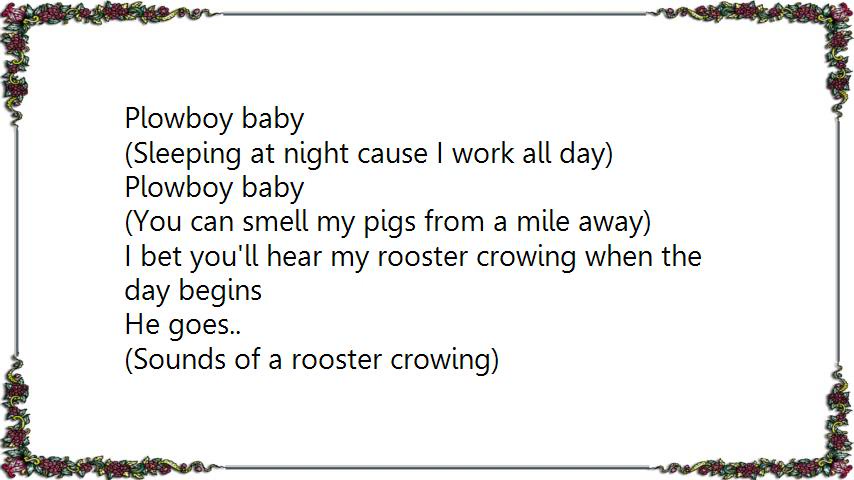 Plowboy baby
(Sleeping at night cause I work all day)
Plowboy baby
(You can smell my pigs from a mile away)
I bet you'll hear my rooster crowing when the
day begins
He goes..
(Sounds of a rooster crowing)